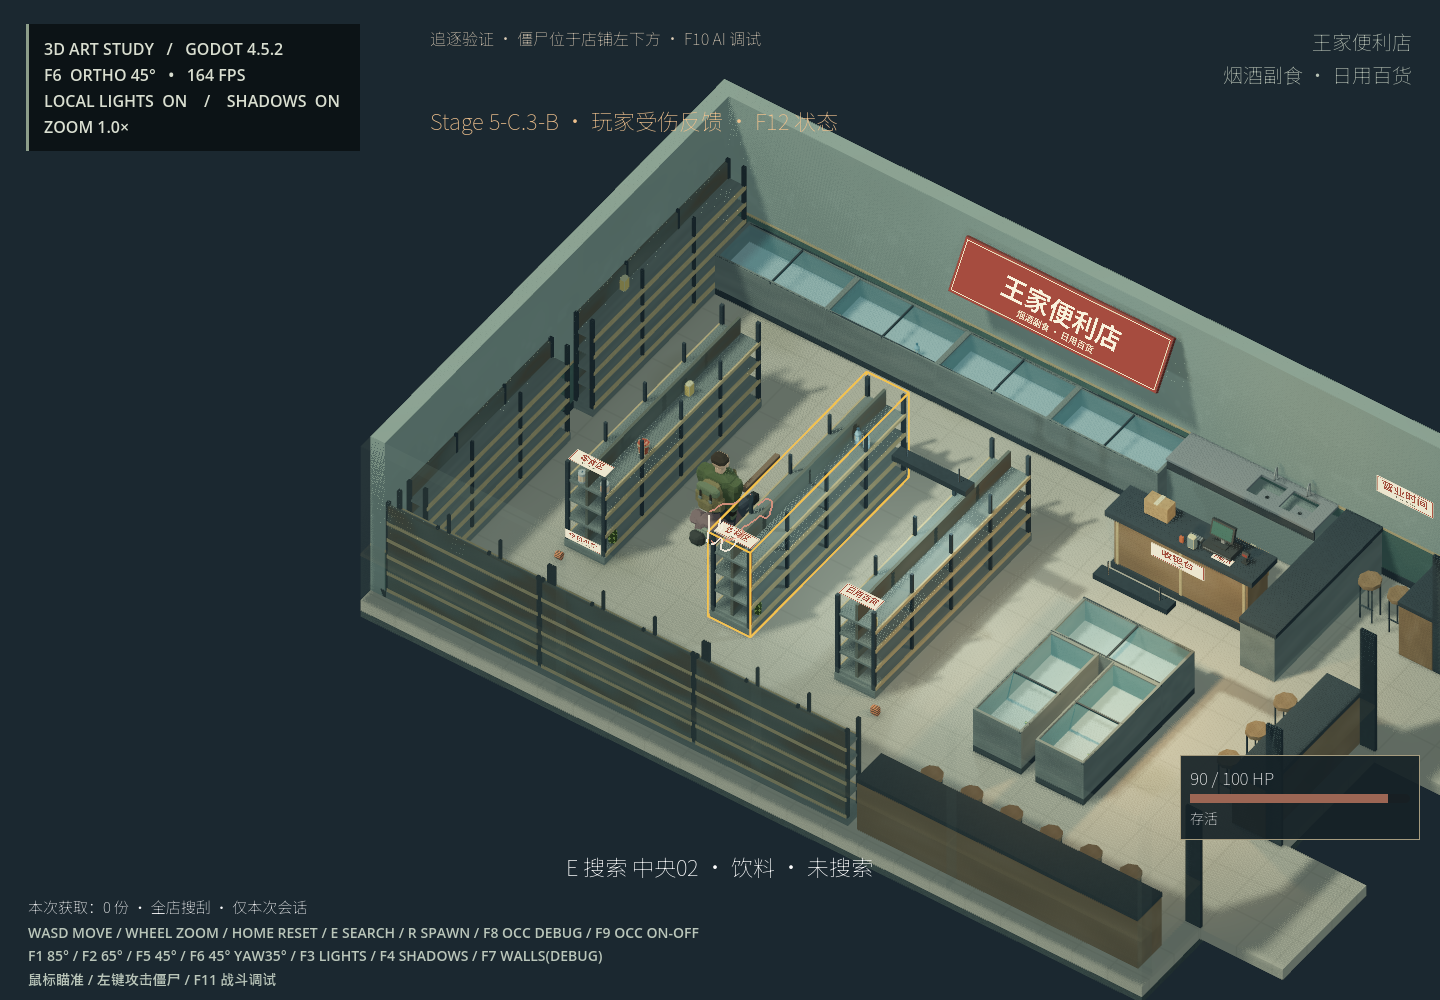 3D ART STUDY / GODOT 4.5.2
F6 ORTHO 45° • 164 FPS
LOCAL LIGHTS ON / SHADOWS ON
ZOOM 1.0×
追逐验证 • 僵尸位于店铺左下方 • F10 AI 调试
Stage 5-C.3-B • 玩家受伤反馈 • F12 状态
王家便利店
烟酒副食 • 日用百货
王家便利店
烟酒副食 • 日用百货
营业时间
零食区
收银台
日用百货
90 / 100 HP
存活
E 搜索 中央02 • 饮料 • 未搜索
本次获取：0 份 • 全店搜刮 • 仅本次会话
WASD MOVE / WHEEL ZOOM / HOME RESET / E SEARCH / R SPAWN / F8 OCC DEBUG / F9 OCC ON-OFF
F1 85° / F2 65° / F5 45° / F6 45° YAW35° / F3 LIGHTS / F4 SHADOWS / F7 WALLS(DEBUG)
鼠标瞄准 / 左键攻击僵尸 / F11 战斗调试